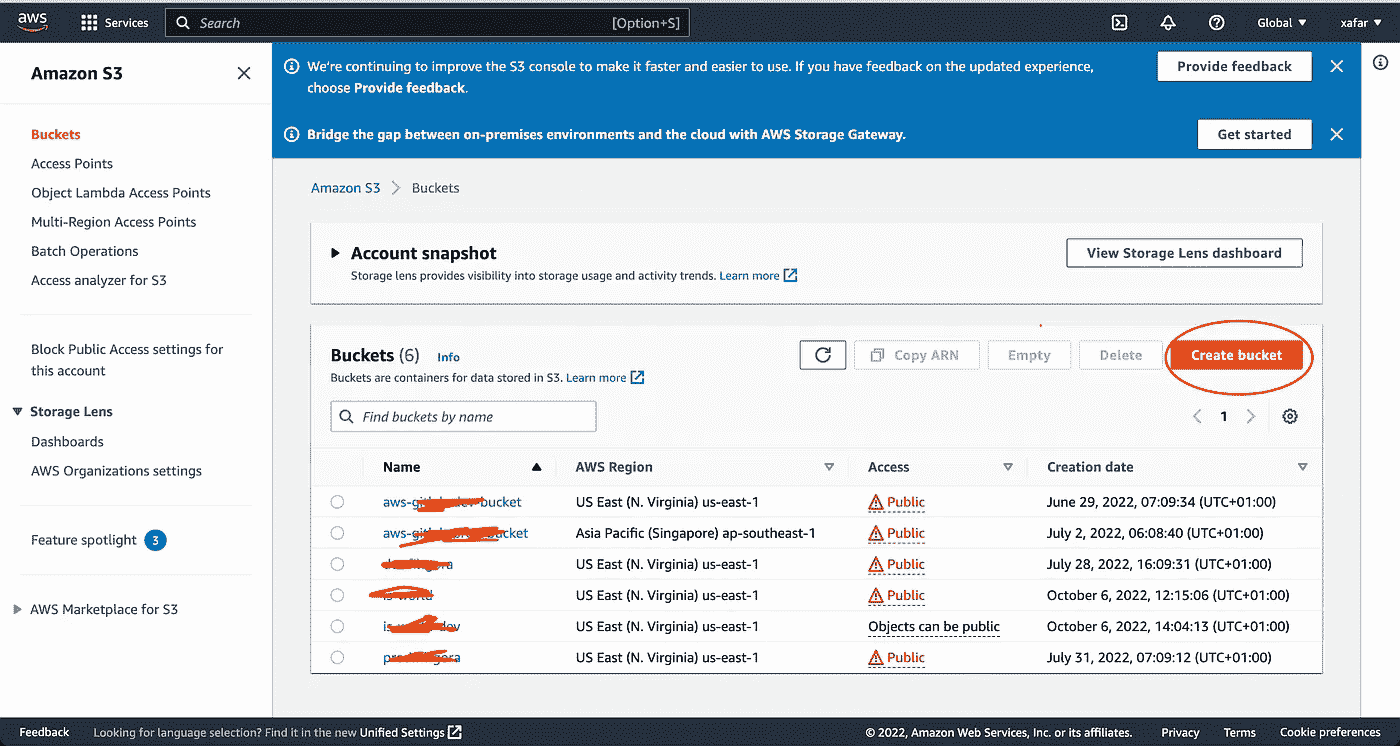 aws
Services
Search
[Option+S]
Global
xafar
Amazon S3
Buckets
Access Points
Object Lambda Access Points
Multi-Region Access Points
Batch Operations
Access analyzer for S3
Block Public Access settings for
this account
Storage Lens
Dashboards
AWS Organizations settings
Feature spotlight 3
AWS Marketplace for S3
We're continuing to improve the S3 console to make it faster and easier to use. If you have feedback on the updated experience,
choose Provide feedback.
Provide feedback
Bridge the gap between on-premises environments and the cloud with AWS Storage Gateway.
Get started
Amazon S3 Buckets
Account snapshot
Storage lens provides visibility into storage usage and activity trends. Learn more
View Storage Lens dashboard
Buckets (6) Info
Buckets are containers for data stored in S3. Learn more
Copy ARN
Empty
Delete
Create bucket
Find buckets by name
1
Name AWS Region Access Creation date
US East (N. Virginia) us-east-1 Public June 29, 2022, 07:09:34 (UTC+01:00)
Asia Pacific (Singapore) ap-southeast-1 Public July 2, 2022, 06:08:40 (UTC+01:00)
US East (N. Virginia) us-east-1 Public July 28, 2022, 16:09:31 (UTC+01:00)
US East (N. Virginia) us-east-1 Public October 6, 2022, 12:15:06 (UTC+01:00)
US East (N. Virginia) us-east-1 Objects can be public October 6, 2022, 14:04:13 (UTC+01:00)
US East (N. Virginia) us-east-1 Public July 31, 2022, 07:09:12 (UTC+01:00)
Feedback
Looking for language selection? Find it in the new Unified Settings
© 2022, Amazon Web Services, Inc. or its affiliates.
Privacy
Terms
Cookie preferences